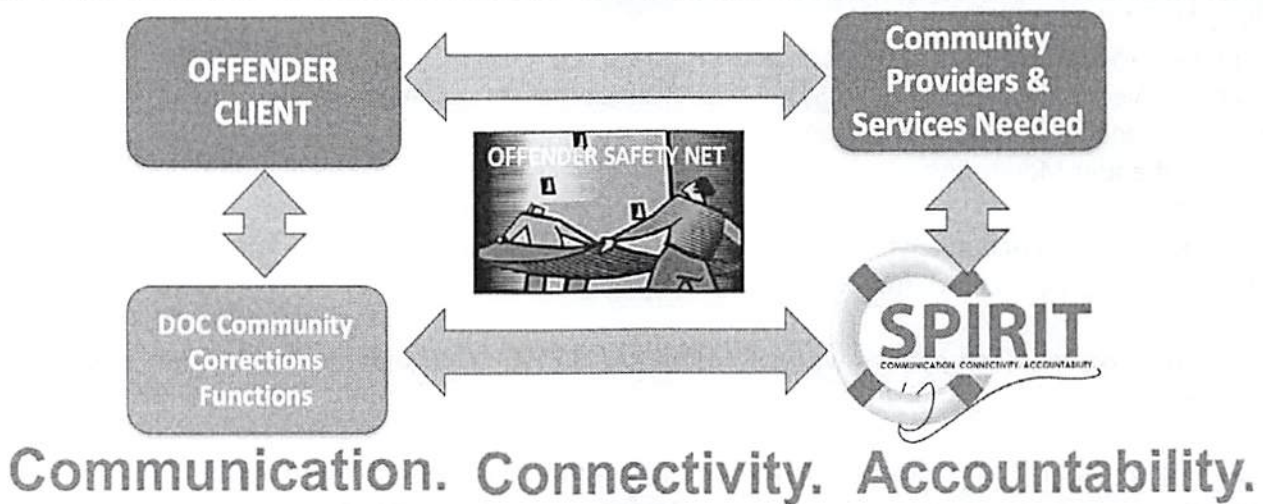 OFFENDER
CLIENT
Community
Providers &
Services Needed
OFFENDER SAFETY NET
DOC Community
Corrections
Functions
SPIRIT
COMMUNICATION. CONNECTIVITY. ACCOUNTABILITY.
Communication. Connectivity. Accountability.